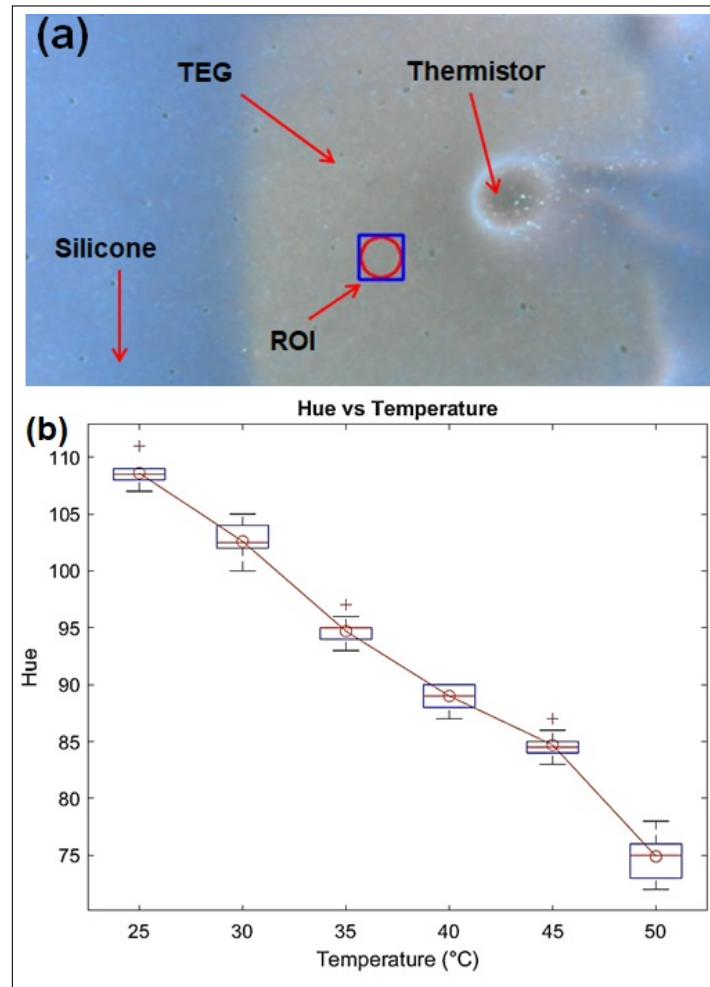 (a)
TEG
Thermistor
Silicone
ROI
(b)
Hue vs Temperature
Hue
110
105
100
95
90
85
80
75
25 30 35 40 45 50
Temperature (°C)